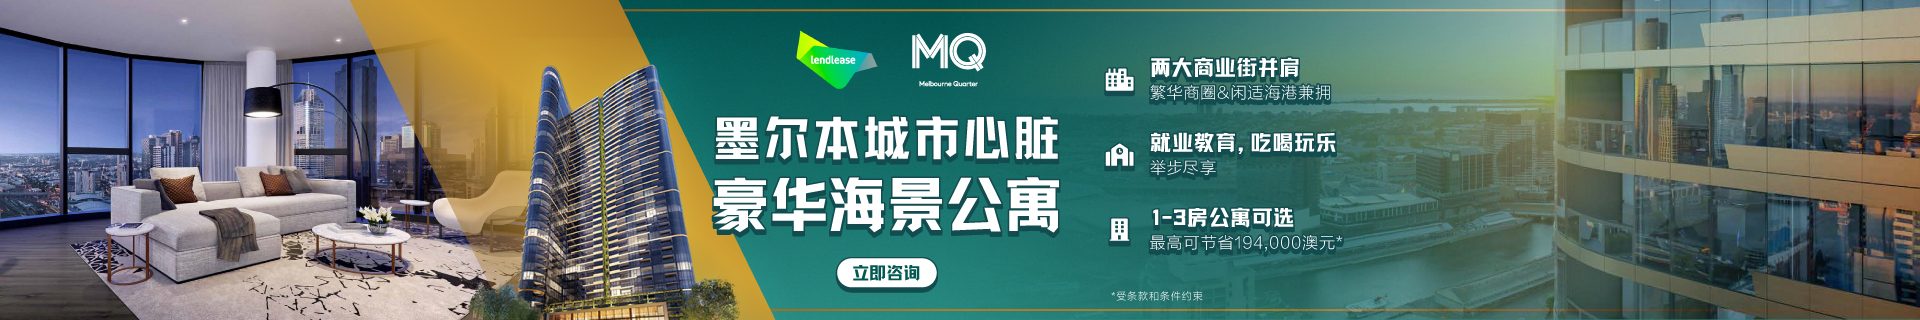 lendlease
MQ
Melbourne Quarter
墨尔本城市心脏
豪华海景公寓
立即咨询
两大商业街并肩
繁华商圈&闲适海港兼拥
就业教育,吃喝玩乐
举步尽享
1-3房公寓可选
最高可节省194,000澳元*
*受条款和条件约束